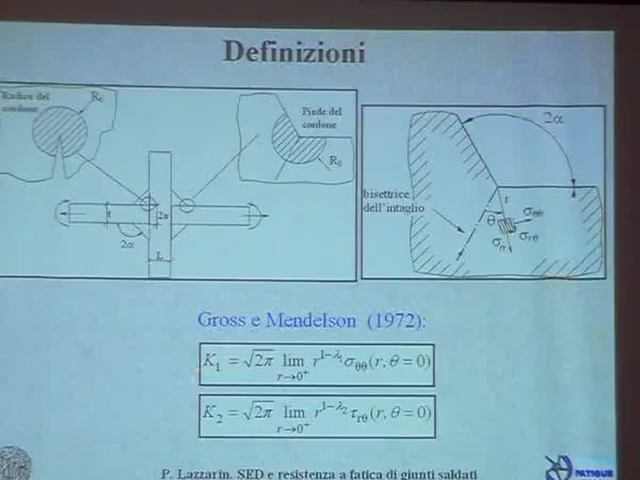 Definizioni
Radice del
cordone
R₀
Piede del
cordone
R₀
t
2a
2α
L
2α
bisettrice
dell'intaglio
r
θ
σθθ
σrθ
σrr
Gross e Mendelson (1972):
K₁ = √2π lim r→0⁺ r^1-λ₁ σθθ(r, θ = 0)
K₂ = √2π lim r→0⁺ r^1-λ₂ τrθ(r, θ = 0)
P. Lazzarin. SED e resistenza a fatica di giunti saldati
FATIGUE